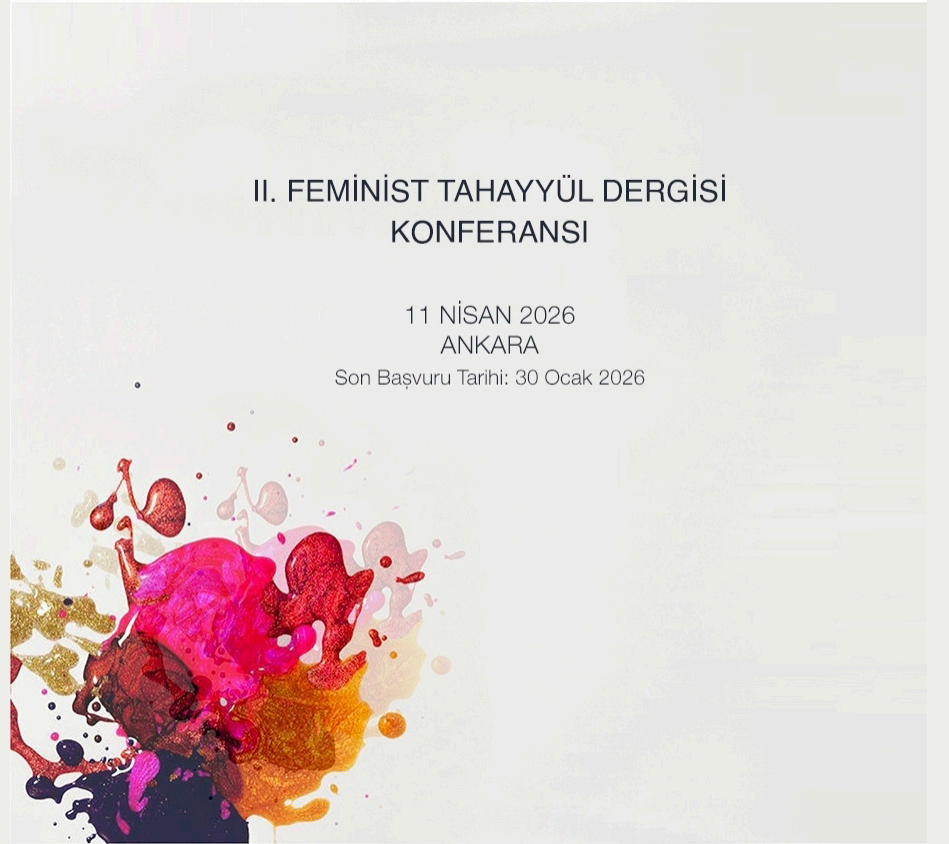 II. FEMİNİST TAHAYYÜL DERGİSİ
KONFERANSI
11 NİSAN 2026
ANKARA
Son Başvuru Tarihi: 30 Ocak 2026